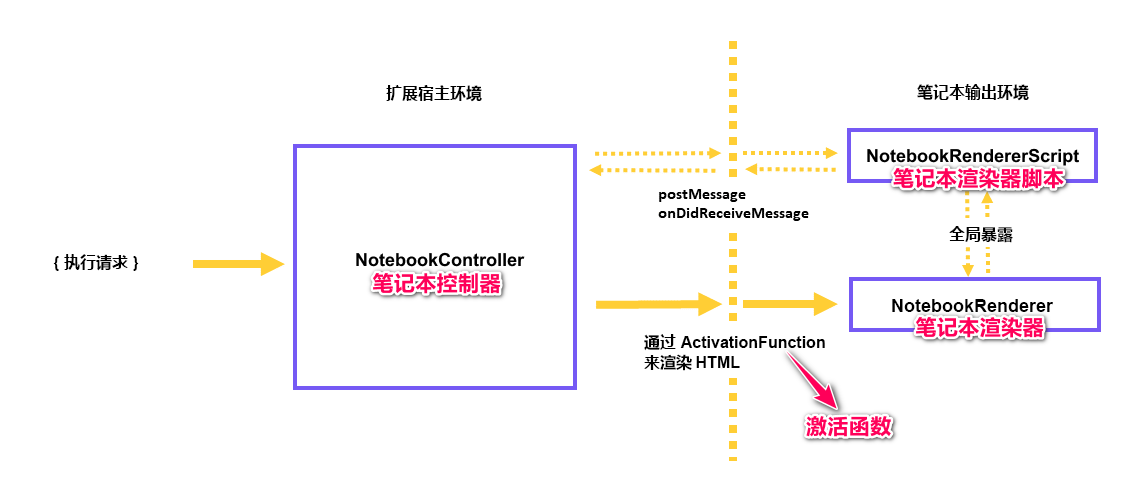 扩展宿主环境
笔记本输出环境
NotebookRendererScript
笔记本渲染器脚本
postMessage
onDidReceiveMessage
全局暴露
{ 执行请求 }
NotebookController
笔记本控制器
NotebookRenderer
笔记本渲染器
通过 ActivationFunction
来渲染 HTML
激活函数